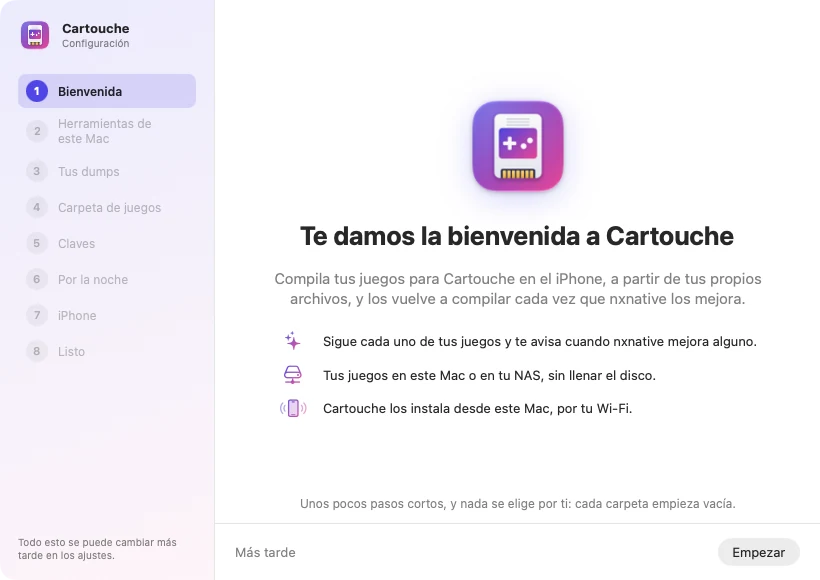 Cartouche
Configuración
1 Bienvenida
2 Herramientas de
este Mac
3 Tus dumps
4 Carpeta de juegos
5 Claves
6 Por la noche
7 iPhone
8 Listo
Todo esto se puede cambiar más
tarde en los ajustes.
Te damos la bienvenida a Cartouche
Compila tus juegos para Cartouche en el iPhone, a partir de tus propios
archivos, y los vuelve a compilar cada vez que nxnative los mejora.
Sigue cada uno de tus juegos y te avisa cuando nxnative mejora alguno.
Tus juegos en este Mac o en tu NAS, sin llenar el disco.
Cartouche los instala desde este Mac, por tu Wi-Fi.
Unos pocos pasos cortos, y nada se elige por ti: cada carpeta empieza vacía.
Más tarde
Empezar